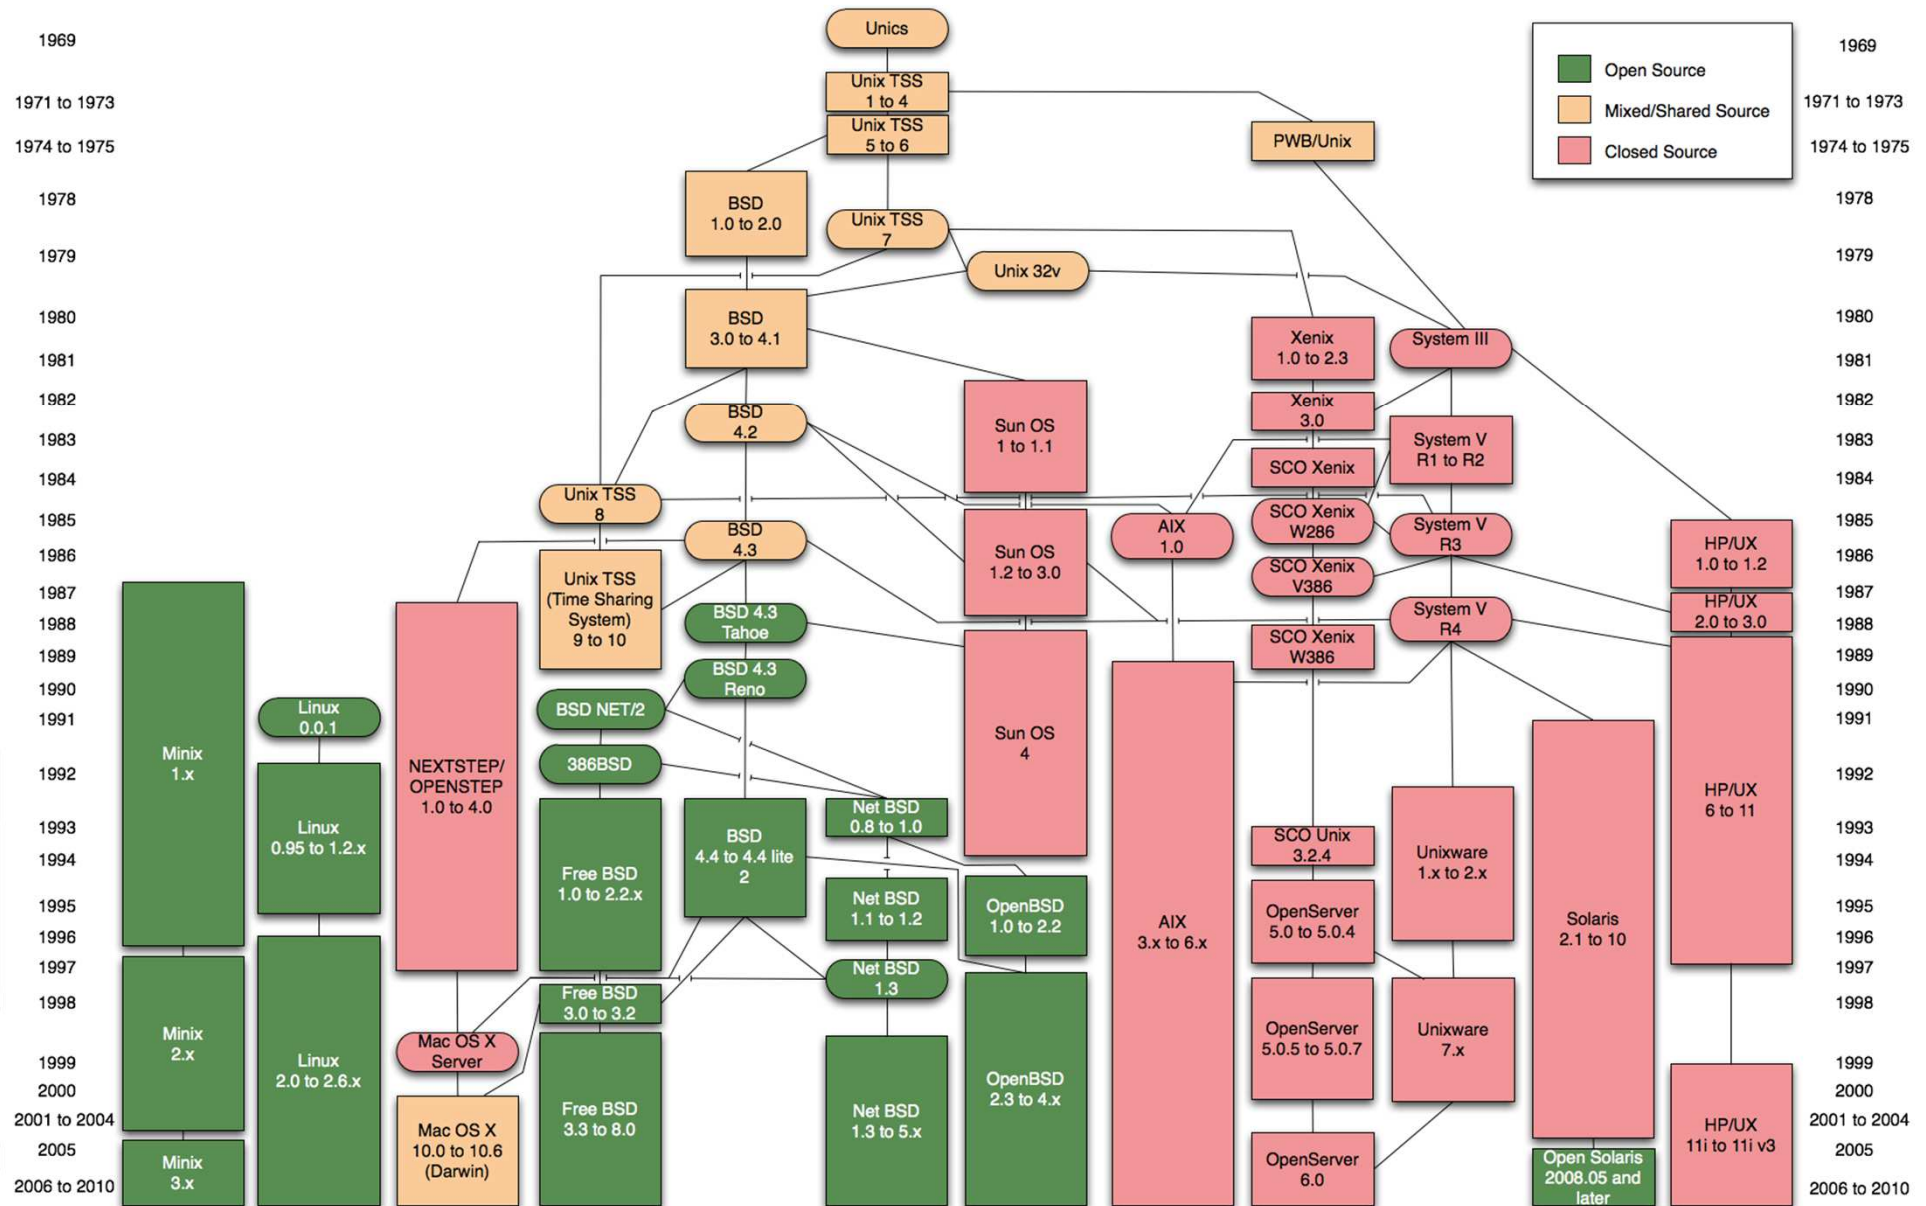 Unics
1969
1969
Open Source
Unix TSS
1 to 4
1971 to 1973
1971 to 1973
Mixed/Shared Source
Unix TSS
5 to 6
PWB/Unix
1974 to 1975
1974 to 1975
Closed Source
1978
1978
BSD
1.0 to 2.0
Unix TSS
7
1979
1979
Unix 32v
1980
1980
BSD
3.0 to 4.1
Xenix
1.0 to 2.3
System III
1981
1981
1982
1982
BSD
4.2
Xenix
3.0
Sun OS
1 to 1.1
1983
1983
System V
R1 to R2
SCO Xenix
1984
1984
Unix TSS
8
SCO Xenix
W286
1985
1985
BSD
4.3
AIX
1.0
System V
R3
1986
1986
Sun OS
1.2 to 3.0
HP/UX
1.0 to 1.2
Unix TSS
(Time Sharing
System)
9 to 10
SCO Xenix
V386
1987
1987
HP/UX
2.0 to 3.0
BSD 4.3
Tahoe
System V
R4
1988
1988
SCO Xenix
W386
1989
1989
BSD 4.3
Reno
1990
1990
BSD NET/2
Linux
0.0.1
1991
1991
Minix
1.x
Sun OS
4
386BSD
NEXTSTEP/
OPENSTEP
1.0 to 4.0
1992
1992
HP/UX
6 to 11
Net BSD
0.8 to 1.0
1993
1993
Linux
0.95 to 1.2.x
BSD
4.4 to 4.4 lite
2
SCO Unix
3.2.4
Unixware
1.x to 2.x
1994
1994
Free BSD
1.0 to 2.2.x
Net BSD
1.1 to 1.2
OpenBSD
1.0 to 2.2
1995
1995
OpenServer
5.0 to 5.0.4
AIX
3.x to 6.x
Solaris
2.1 to 10
1996
1996
1997
1997
Net BSD
1.3
Free BSD
3.0 to 3.2
1998
1998
Minix
2.x
Mac OS X
Server
OpenServer
5.0.5 to 5.0.7
Unixware
7.x
1999
1999
Linux
2.0 to 2.6.x
OpenBSD
2.3 to 4.x
2000
2000
Free BSD
3.3 to 8.0
Net BSD
1.3 to 5.x
2001 to 2004
2001 to 2004
Mac OS X
10.0 to 10.6
(Darwin)
HP/UX
11i to 11i v3
2005
2005
Minix
3.x
OpenServer
6.0
Open Solaris
2008.05 and
later
2006 to 2010
2006 to 2010